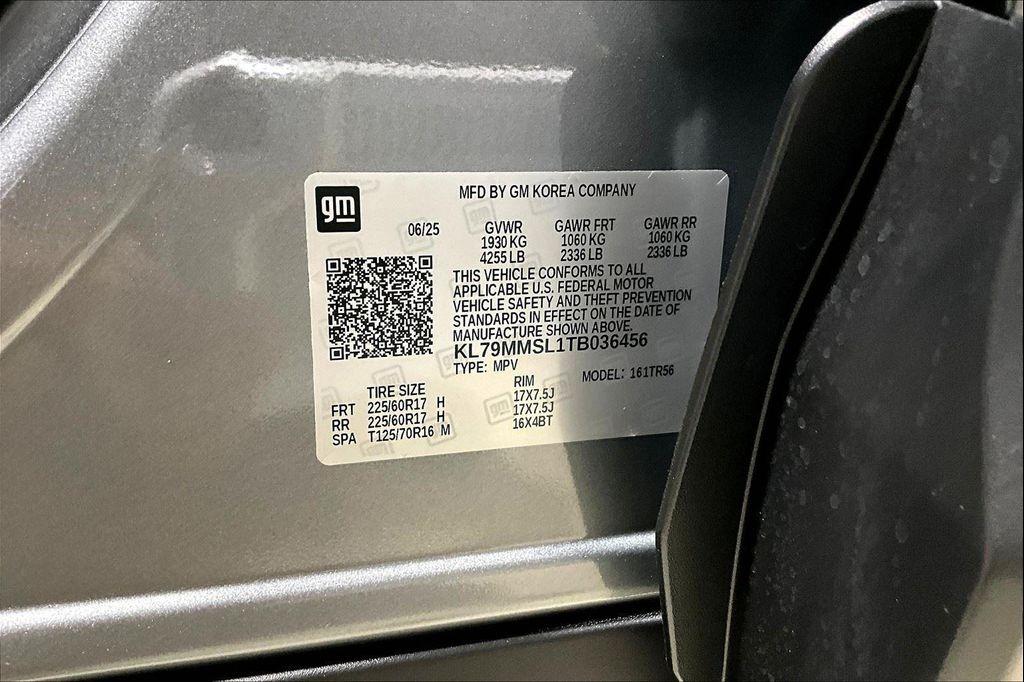 gm
MFD BY GM KOREA COMPANY
06/25 GVWR GAWR FRT GAWR RR
1930 KG 1060 KG 1060 KG
4255 LB 2336 LB 2336 LB
THIS VEHICLE CONFORMS TO ALL
APPLICABLE U.S. FEDERAL MOTOR
VEHICLE SAFETY AND THEFT PREVENTION
STANDARDS IN EFFECT ON THE DATE OF
MANUFACTURE SHOWN ABOVE.
KL79MMSL1TB036456
TYPE: MPV MODEL: 161TR56
TIRE SIZE RIM
FRT 225/60R17 H 17X7.5J
RR 225/60R17 H 17X7.5J
SPA T125/70R16 M 16X4BT